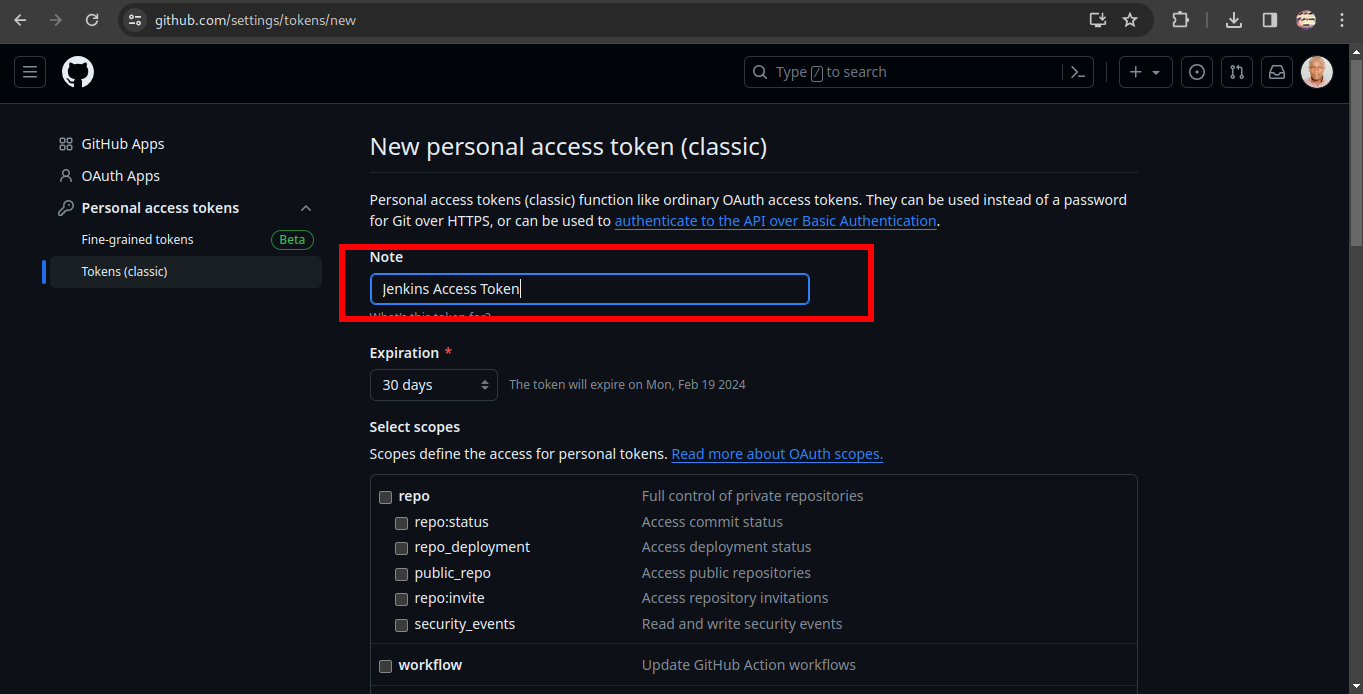 github.com/settings/tokens/new
Type / to search
GitHub Apps
OAuth Apps
Personal access tokens
Fine-grained tokens Beta
Tokens (classic)
New personal access token (classic)
Personal access tokens (classic) function like ordinary OAuth access tokens. They can be used instead of a password
for Git over HTTPS, or can be used to authenticate to the API over Basic Authentication.
Note
Jenkins Access Token
What's this token for?
Expiration *
30 days The token will expire on Mon, Feb 19 2024
Select scopes
Scopes define the access for personal tokens. Read more about OAuth scopes.
repo Full control of private repositories
repo:status Access commit status
repo_deployment Access deployment status
public_repo Access public repositories
repo:invite Access repository invitations
security_events Read and write security events
workflow Update GitHub Action workflows